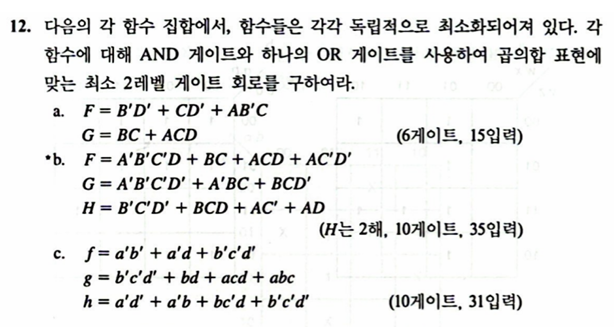 12. 다음의 각 함수 집합에서, 함수들은 각각 독립적으로 최소화되어져 있다. 각
함수에 대해 AND 게이트와 하나의 OR 게이트를 사용하여 곱의합 표현에
맞는 최소 2레벨 게이트 회로를 구하여라.
a. F = B′D′ + CD′ + AB′C
G = BC + ACD (6게이트, 15입력)
*b. F = A′B′C′D + BC + ACD + AC′D′
G = A′B′C′D′ + A′BC + BCD′
H = B′C′D′ + BCD + AC′ + AD
(H는 2해, 10게이트, 35입력)
c. f = a′b′ + a′d + b′c′d′
g = b′c′d′ + bd + acd + abc
h = a′d′ + a′b + bc′d + b′c′d′ (10게이트, 31입력)